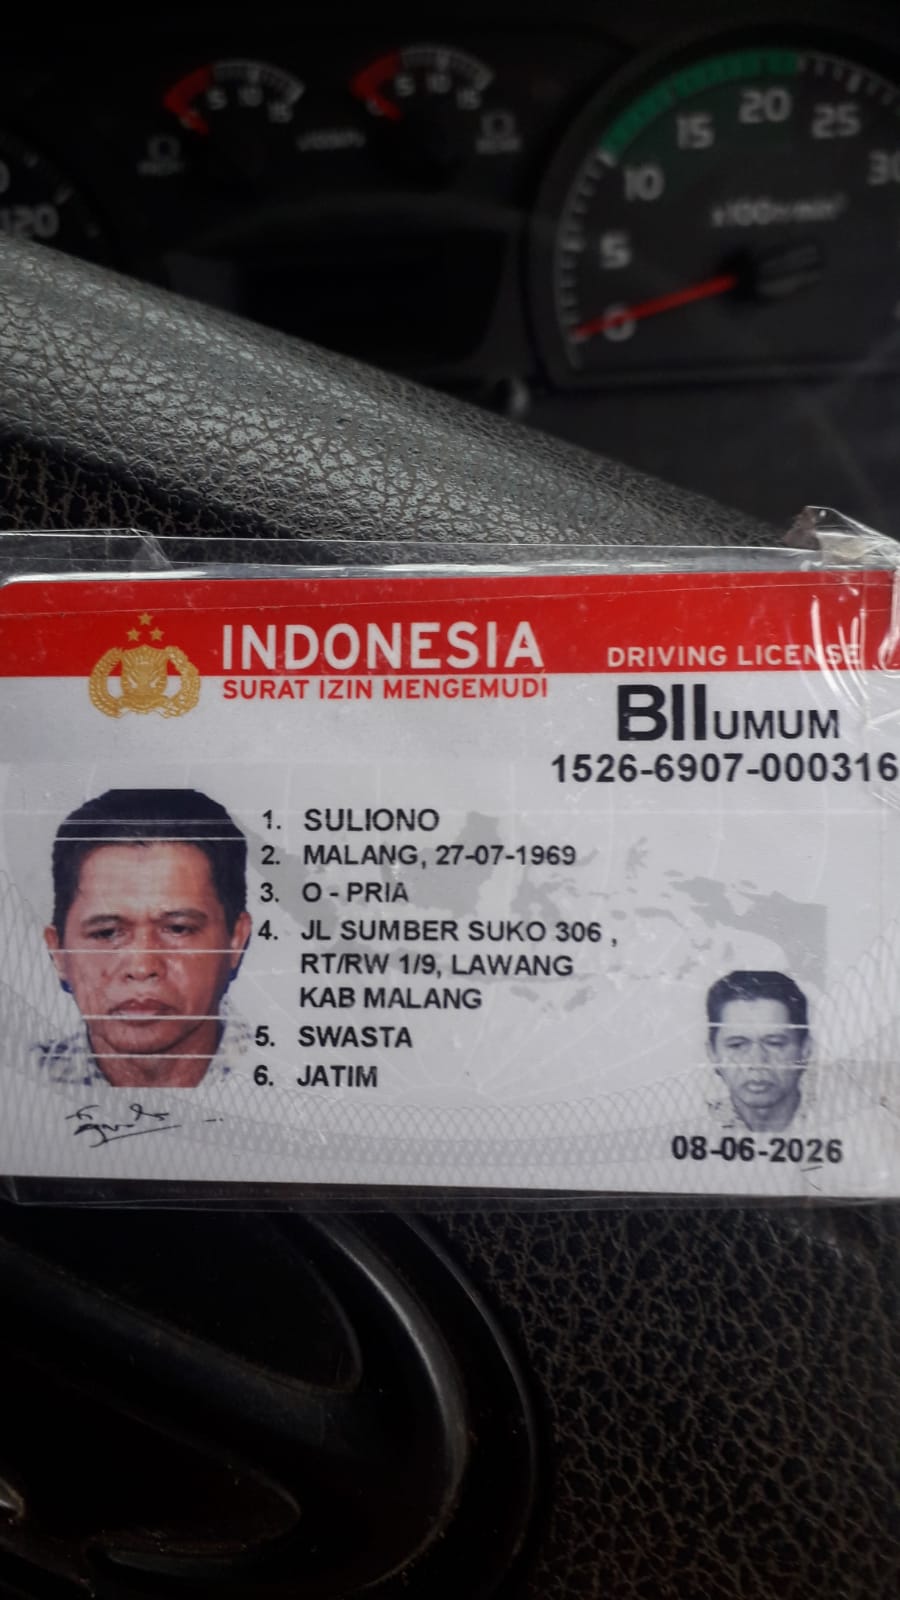 5 10 15
5 10 15
120
0 5 10 15 20 25 30
x100r/min
INDONESIA
SURAT IZIN MENGEMUDI
DRIVING LICENSE
BII UMUM
1526-6907-000316
1. SULIONO
2. MALANG, 27-07-1969
3. O - PRIA
4. JL SUMBER SUKO 306 ,
RT/RW 1/9, LAWANG
KAB MALANG
5. SWASTA
6. JATIM
08-06-2026